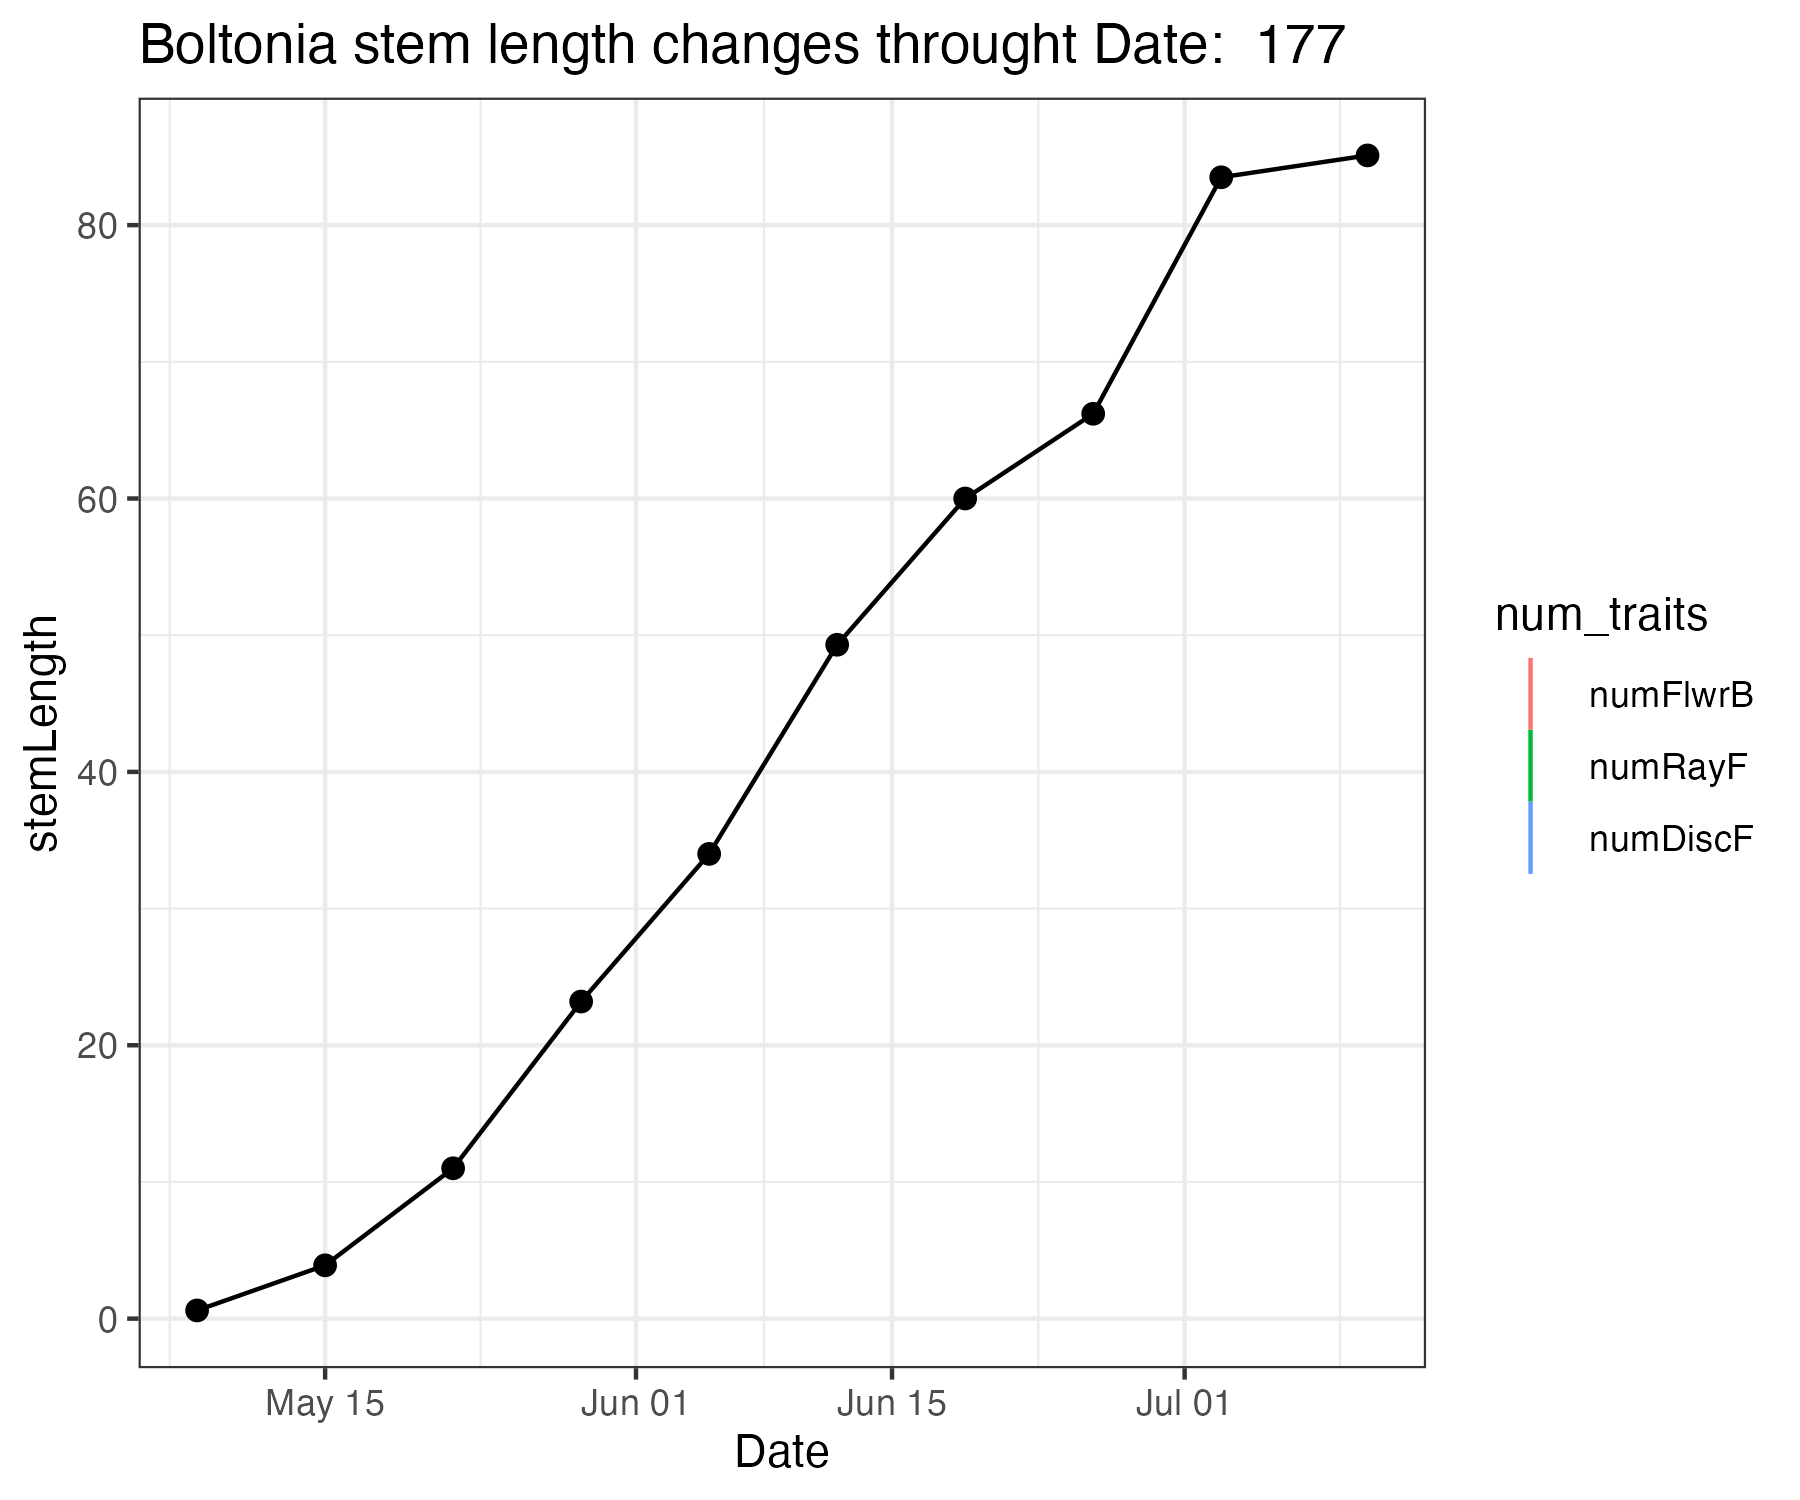 Boltonia stem length changes throught Date:  177
stemLength
80
60
40
20
0
May 15
Jun 01
Jun 15
Jul 01
Date
num_traits
numFlwrB
numRayF
numDiscF